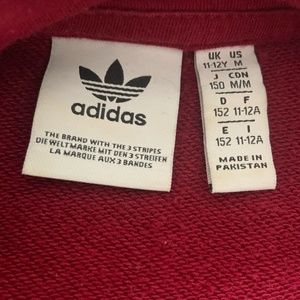 adidas
THE BRAND WITH THE 3 STRIPES
DIE WELTMARKE MIT DEN 3 STREIFEN
LA MARQUE AUX 3 BANDES
UK US
11-12Y M
J CDN
150 M/M
D F
152 11-12A
E I
152 11-12A
MADE IN
PAKISTAN